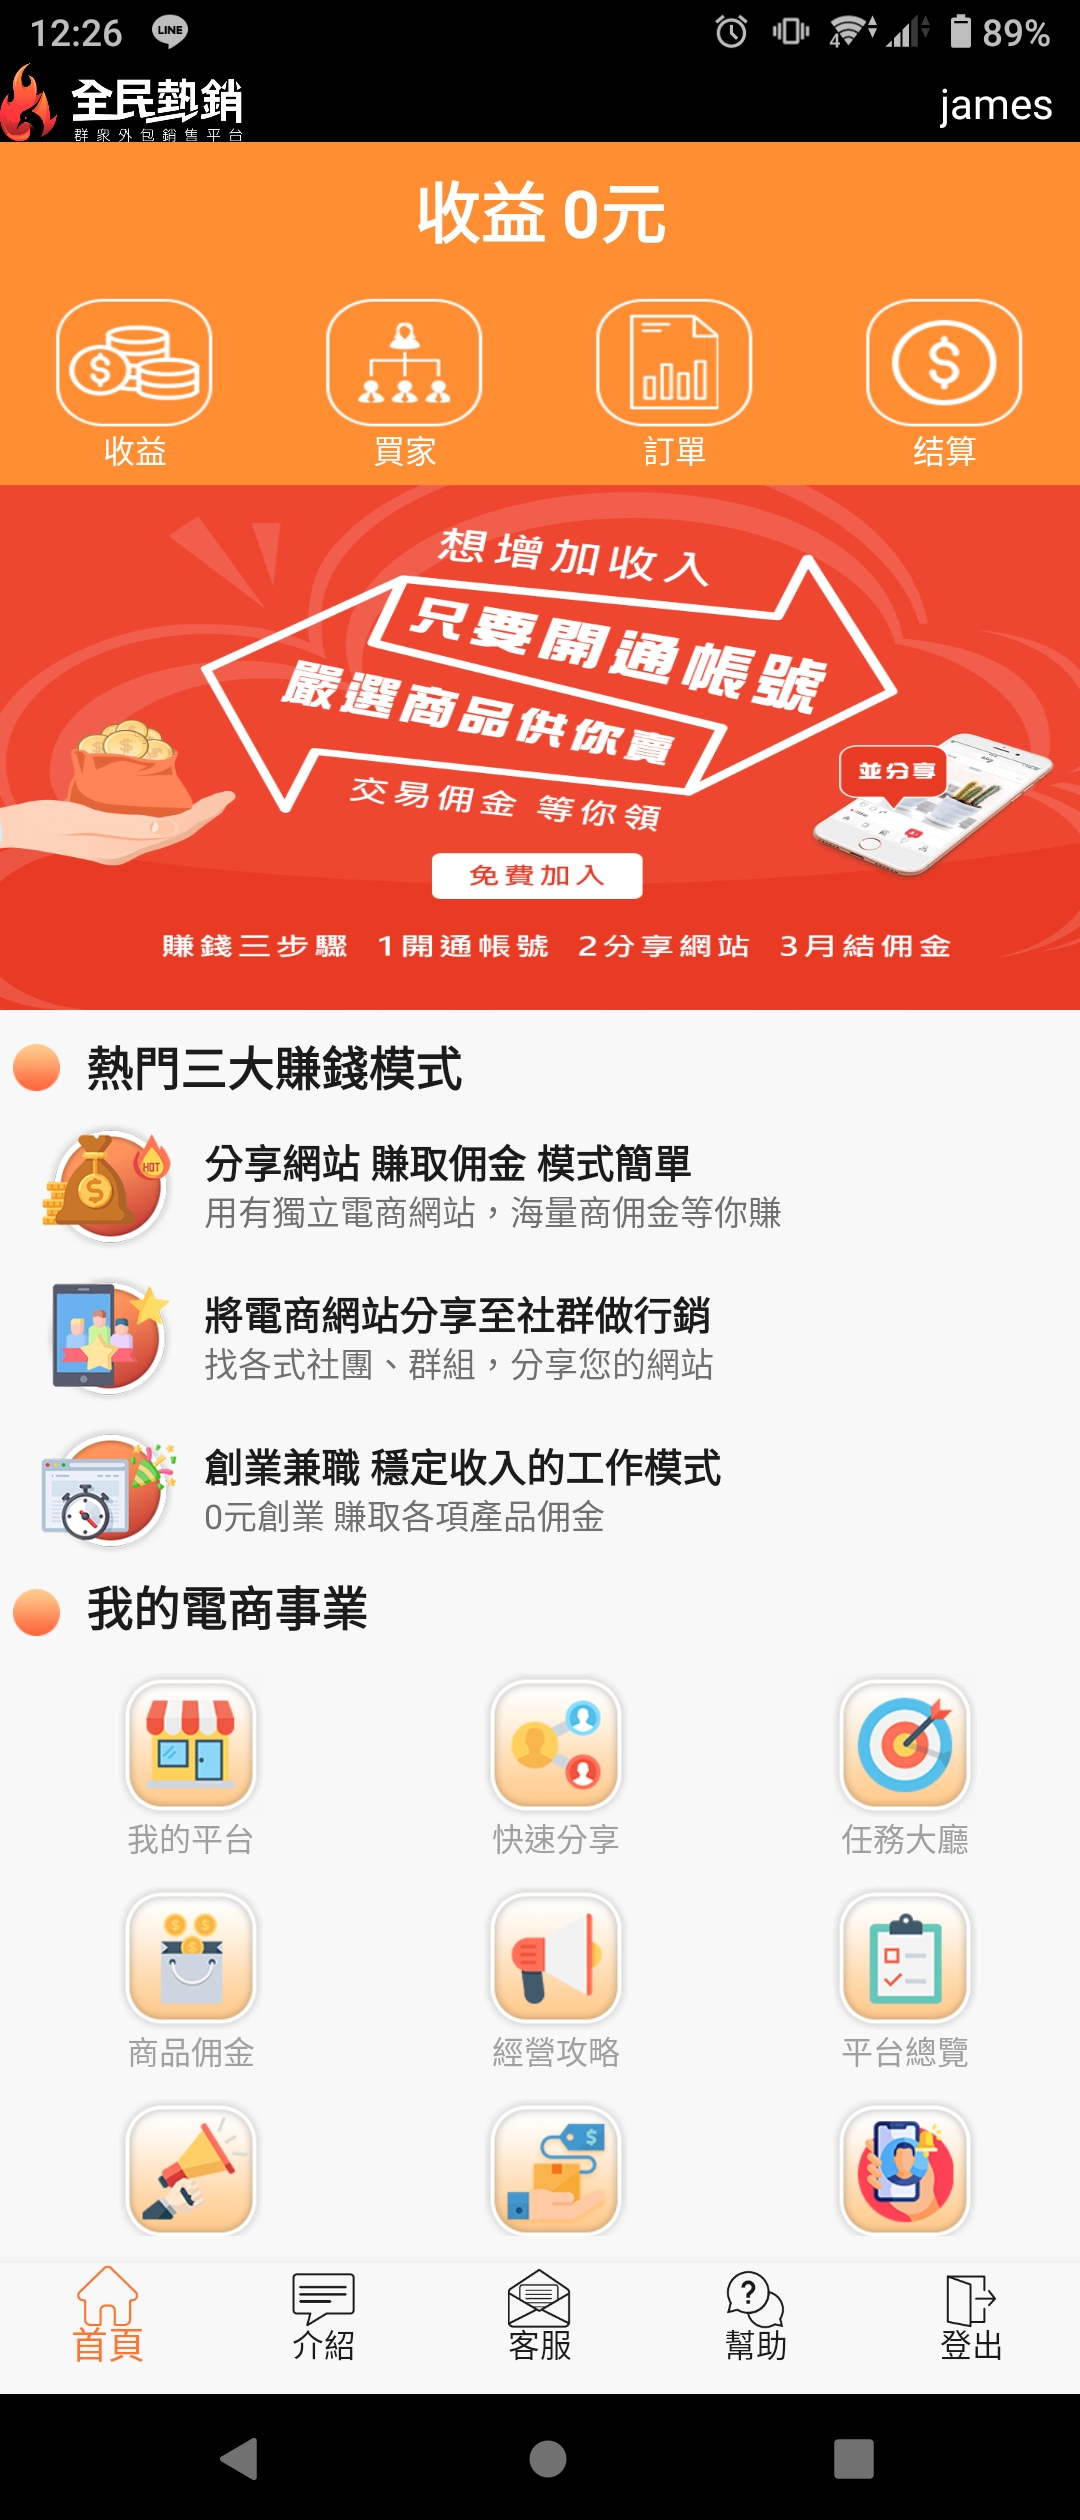 12:26
LINE
4
89%
全民熱銷
群眾外包銷售平台
james
收益 0元
收益
買家
訂單
结算
想增加收入
只要開通帳號
嚴選商品供你賣
交易佣金 等你領
並分享
免費加入
賺錢三步驟 1開通帳號 2分享網站 3月結佣金
熱門三大賺錢模式
HOT
分享網站 賺取佣金 模式簡單
用有獨立電商網站，海量商佣金等你賺
將電商網站分享至社群做行銷
找各式社團、群組，分享您的網站
創業兼職 穩定收入的工作模式
0元創業 賺取各項產品佣金
我的電商事業
我的平台
快速分享
任務大廳
商品佣金
經營攻略
平台總覽
首頁
介紹
客服
幫助
登出